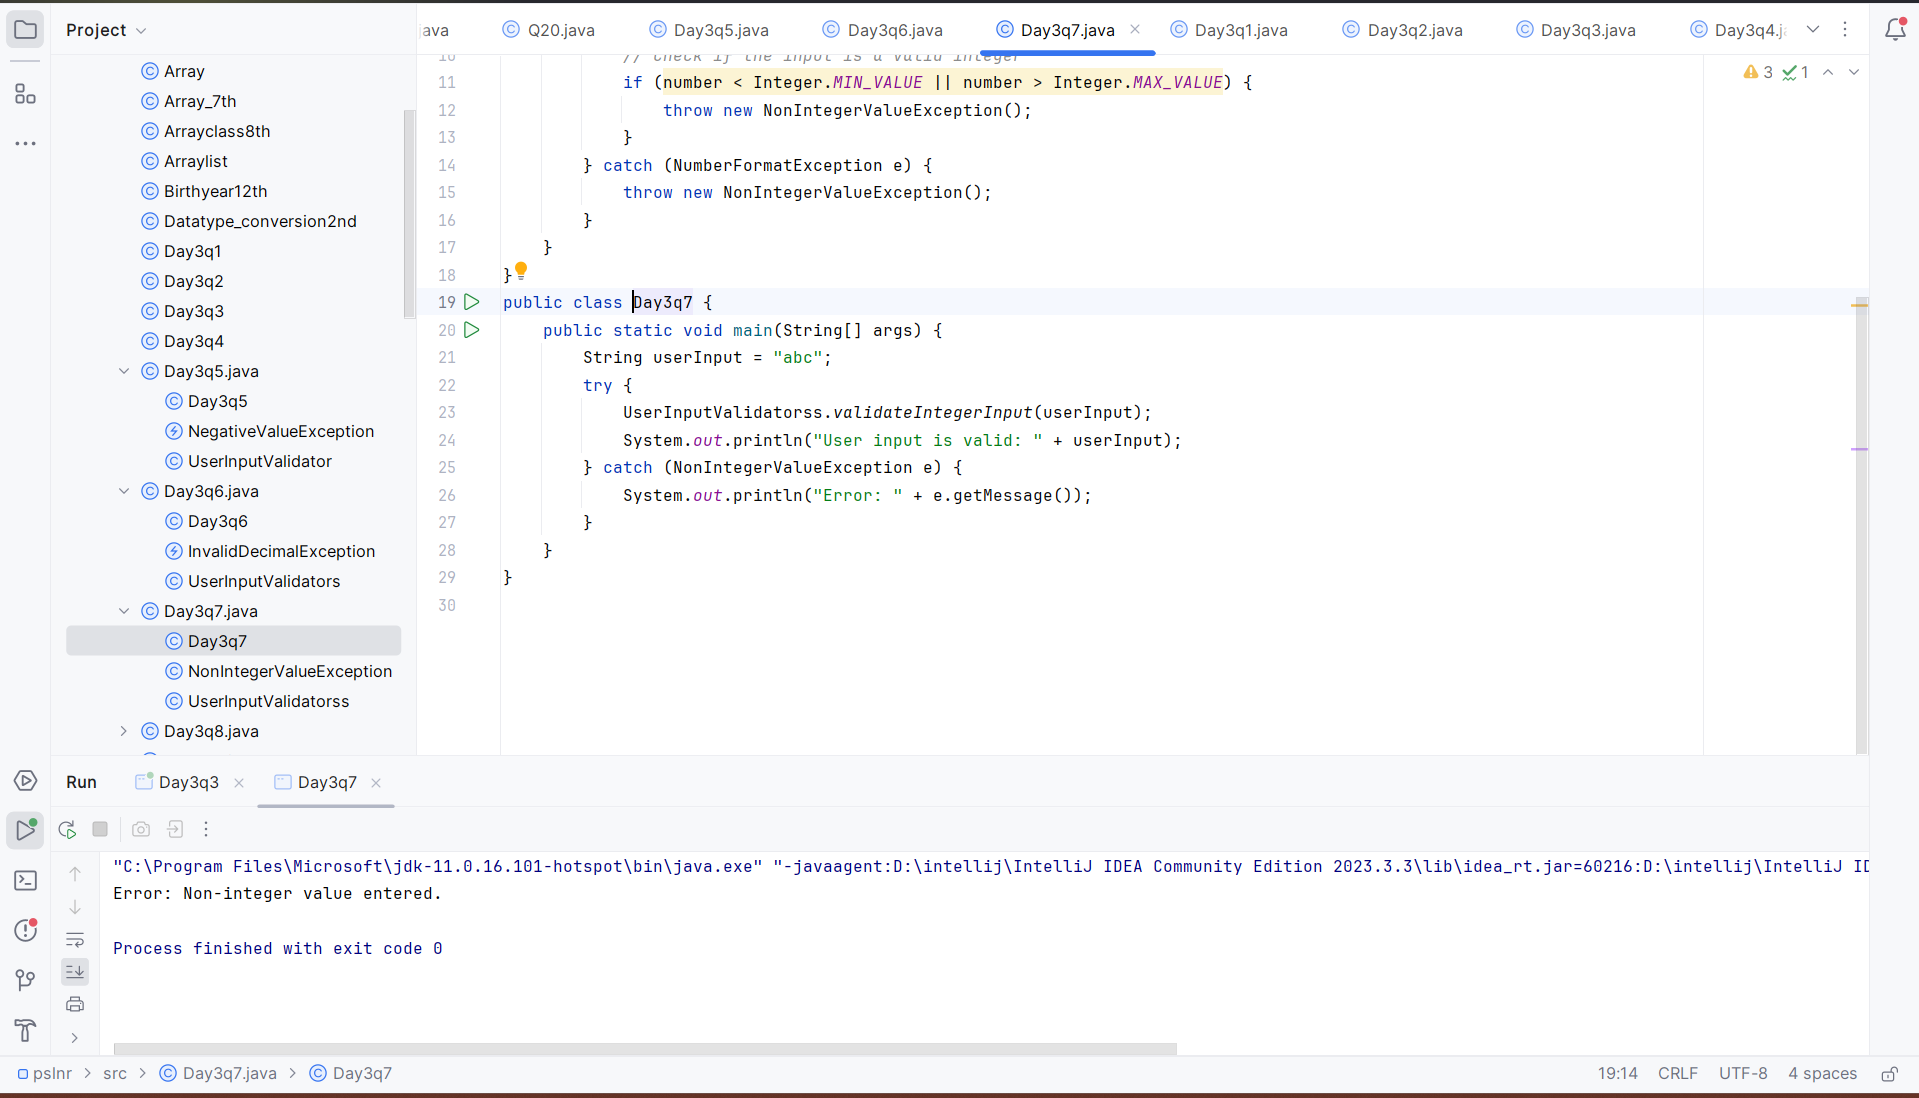 Project
ava
Q20.java
Day3q5.java
Day3q6.java
Day3q7.java
Day3q1.java
Day3q2.java
Day3q3.java
Day3q4.j
Array
Array_7th
Arrayclass8th
Arraylist
Birthyear12th
Datatype_conversion2nd
Day3q1
Day3q2
Day3q3
Day3q4
Day3q5.java
Day3q5
NegativeValueException
UserInputValidator
Day3q6.java
Day3q6
InvalidDecimalException
UserInputValidators
Day3q7.java
Day3q7
NonIntegerValueException
UserInputValidatorss
Day3q8.java
3 1
10 // Check if the input is a valid integer
11 if (number < Integer.MIN_VALUE || number > Integer.MAX_VALUE) {
12 throw new NonIntegerValueException();
13 }
14 } catch (NumberFormatException e) {
15 throw new NonIntegerValueException();
16 }
17 }
18 }
19 public class Day3q7 {
20 public static void main(String[] args) {
21 String userInput = "abc";
22 try {
23 UserInputValidatorss.validateIntegerInput(userInput);
24 System.out.println("User input is valid: " + userInput);
25 } catch (NonIntegerValueException e) {
26 System.out.println("Error: " + e.getMessage());
27 }
28 }
29 }
30
Run
Day3q3
Day3q7
"C:\Program Files\Microsoft\jdk-11.0.16.101-hotspot\bin\java.exe" "-javaagent:D:\intellij\IntelliJ IDEA Community Edition 2023.3.3\lib\idea_rt.jar=60216:D:\intellij\IntelliJ ID
Error: Non-integer value entered.
Process finished with exit code 0
pslnr > src > Day3q7.java > Day3q7
19:14 CRLF UTF-8 4 spaces